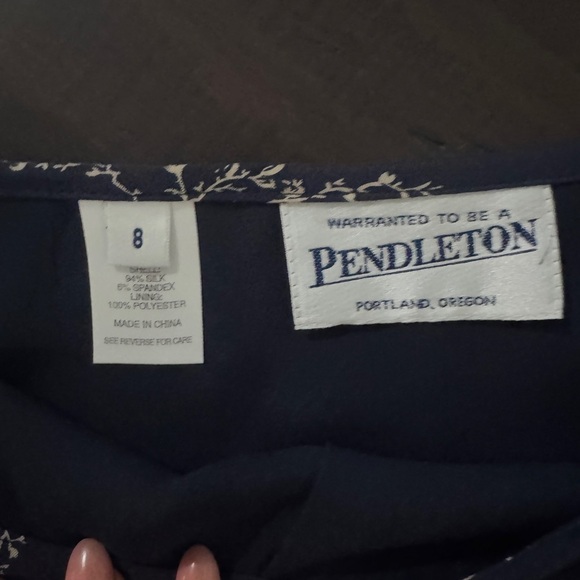 8
SHELL:
94% SILK
6% SPANDEX
LINING:
100% POLYESTER
MADE IN CHINA
SEE REVERSE FOR CARE
WARRANTED TO BE A
PENDLETON
PORTLAND, OREGON